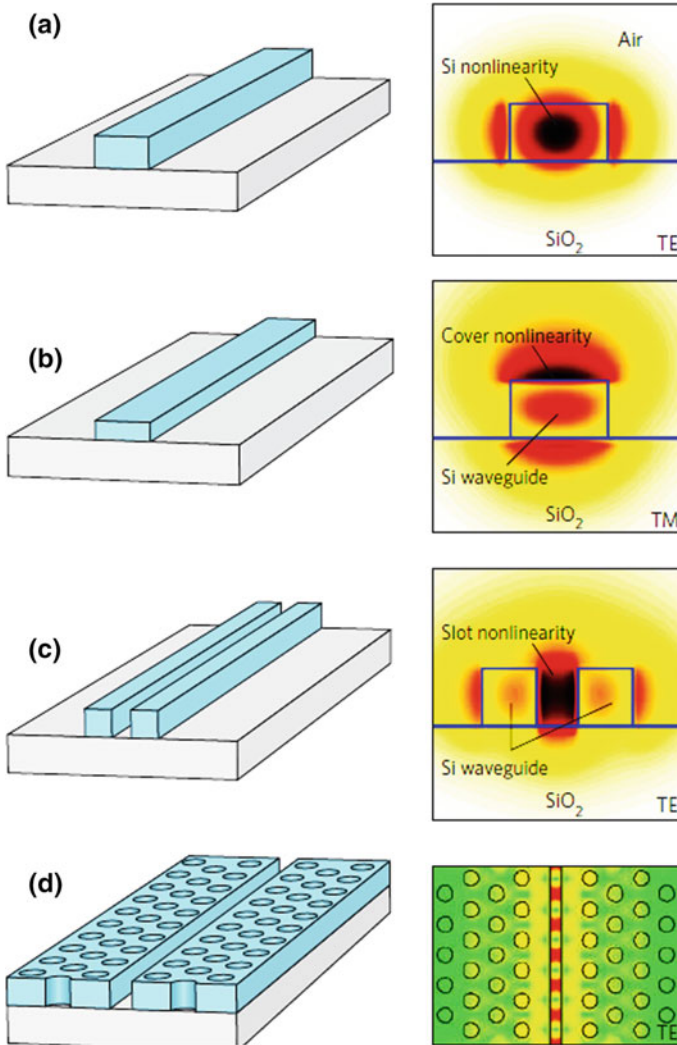 (a)
Air
Si nonlinearity
SiO2
TE
(b)
Cover nonlinearity
Si waveguide
SiO2
TM
(c)
Slot nonlinearity
Si waveguide
SiO2
TE
(d)
TE